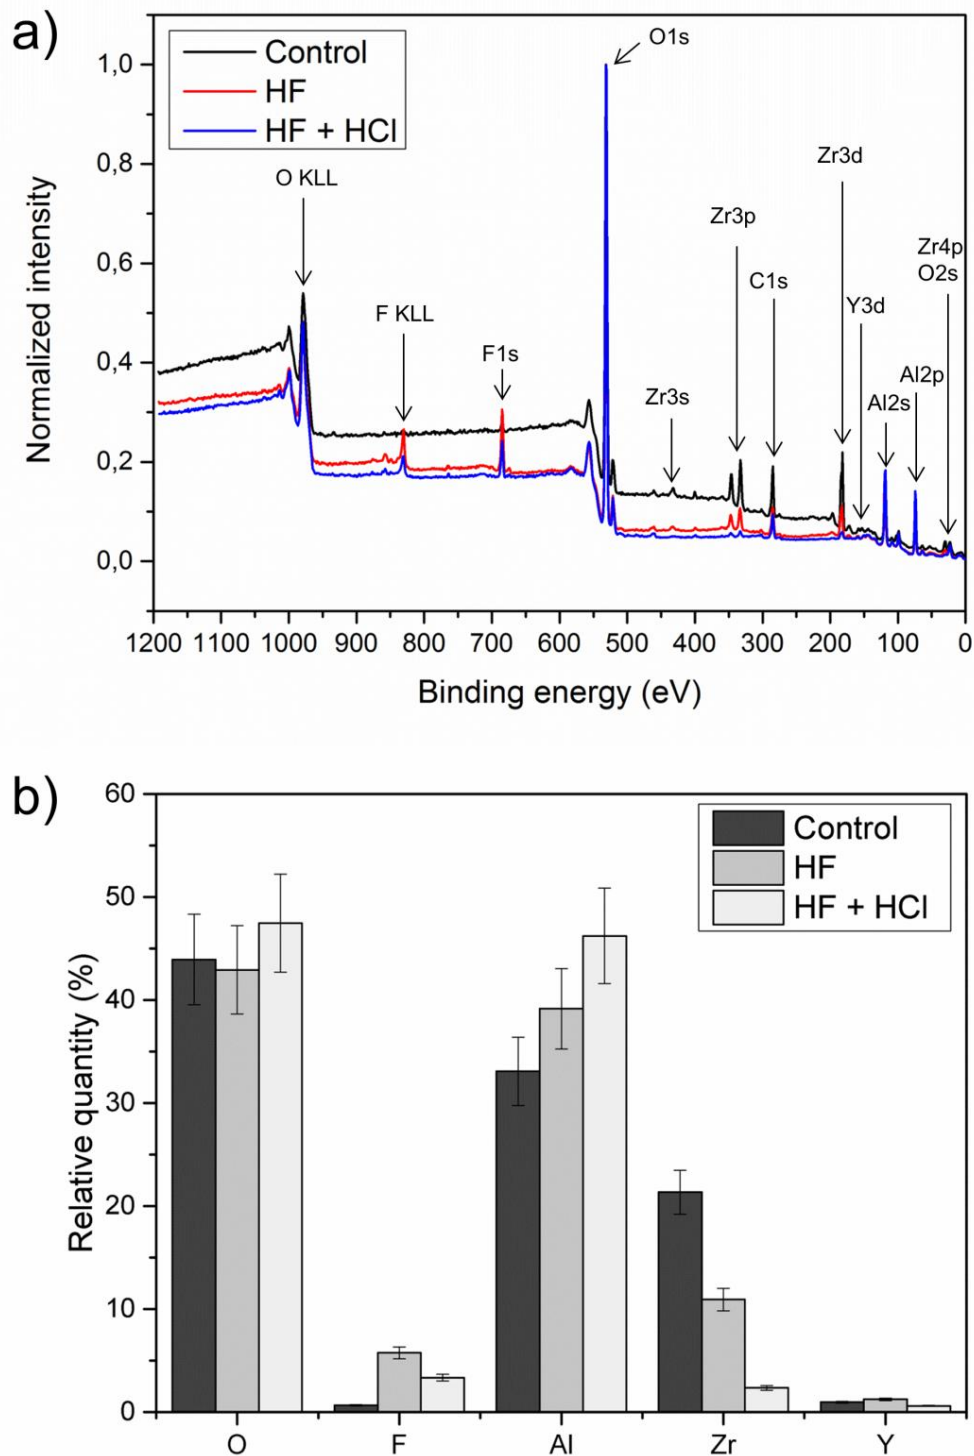 a)
Control
HF
HF + HCl
O1s
O KLL
F KLL
F1s
Zr3s
Zr3p
C1s
Zr3d
Y3d
Al2s
Al2p
Zr4p
O2s
1,0
0,8
0,6
0,4
0,2
0,0
Normalized intensity
1200 1100 1000 900 800 700 600 500 400 300 200 100 0
Binding energy (eV)
b)
Control
HF
HF + HCl
60
50
40
30
20
10
0
Relative quantity (%)
O F Al Zr Y